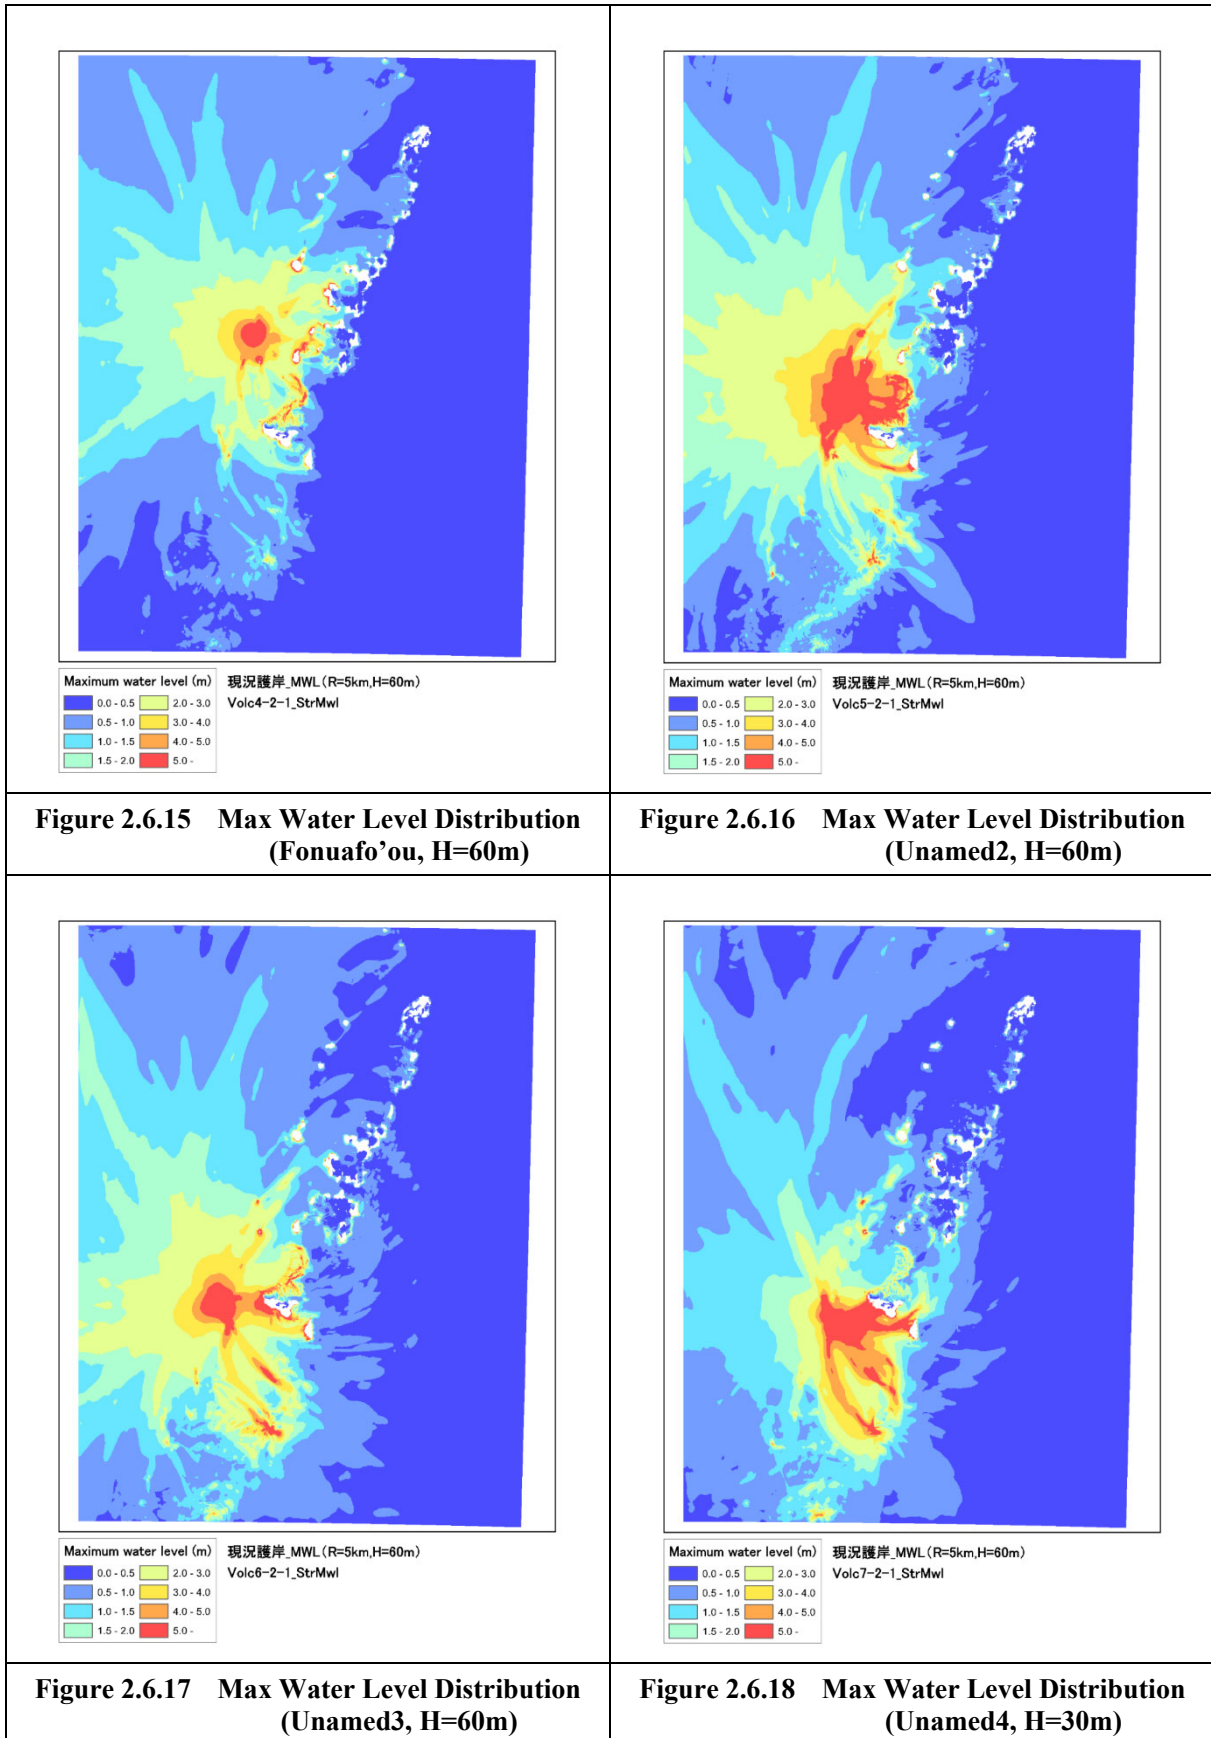 Maximum water level (m)
0.0 - 0.5 2.0 - 3.0
0.5 - 1.0 3.0 - 4.0
1.0 - 1.5 4.0 - 5.0
1.5 - 2.0 5.0 -
現況護岸_MWL(R=5km,H=60m)
Volc4-2-1_StrMwl
Figure 2.6.15 Max Water Level Distribution
(Fonuafo’ou, H=60m)
Maximum water level (m)
0.0 - 0.5 2.0 - 3.0
0.5 - 1.0 3.0 - 4.0
1.0 - 1.5 4.0 - 5.0
1.5 - 2.0 5.0 -
現況護岸_MWL(R=5km,H=60m)
Volc5-2-1_StrMwl
Figure 2.6.16 Max Water Level Distribution
(Unamed2, H=60m)
Maximum water level (m)
0.0 - 0.5 2.0 - 3.0
0.5 - 1.0 3.0 - 4.0
1.0 - 1.5 4.0 - 5.0
1.5 - 2.0 5.0 -
現況護岸_MWL(R=5km,H=60m)
Volc6-2-1_StrMwl
Figure 2.6.17 Max Water Level Distribution
(Unamed3, H=60m)
Maximum water level (m)
0.0 - 0.5 2.0 - 3.0
0.5 - 1.0 3.0 - 4.0
1.0 - 1.5 4.0 - 5.0
1.5 - 2.0 5.0 -
現況護岸_MWL(R=5km,H=60m)
Volc7-2-1_StrMwl
Figure 2.6.18 Max Water Level Distribution
(Unamed4, H=30m)